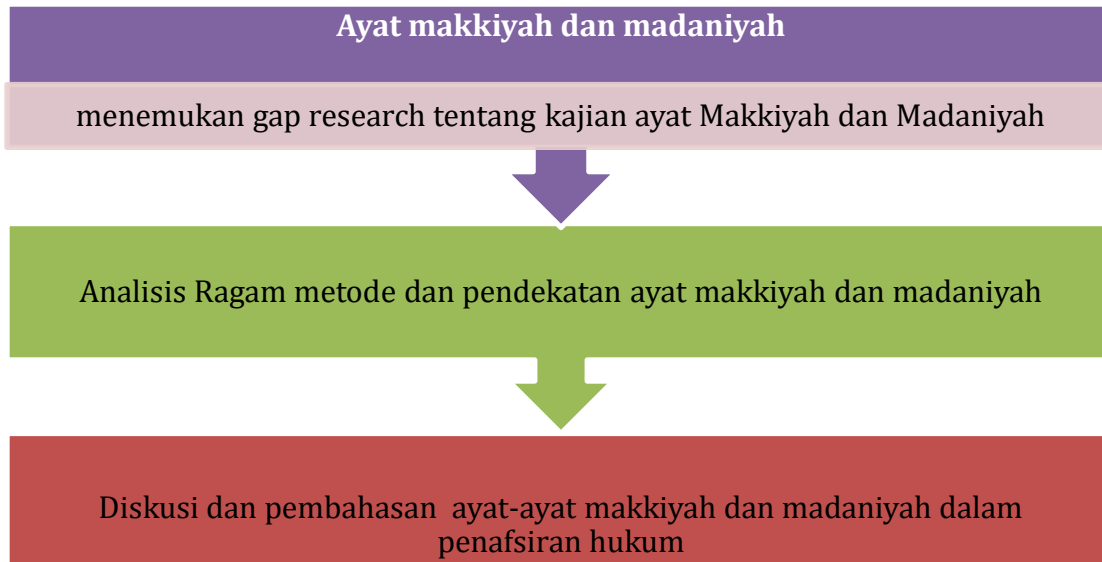 Ayat makkiyah dan madaniyah
menemukan gap research tentang kajian ayat Makkiyah dan Madaniyah
Analisis Ragam metode dan pendekatan ayat makkiyah dan madaniyah
Diskusi dan pembahasan  ayat-ayat makkiyah dan madaniyah dalam
penafsiran hukum